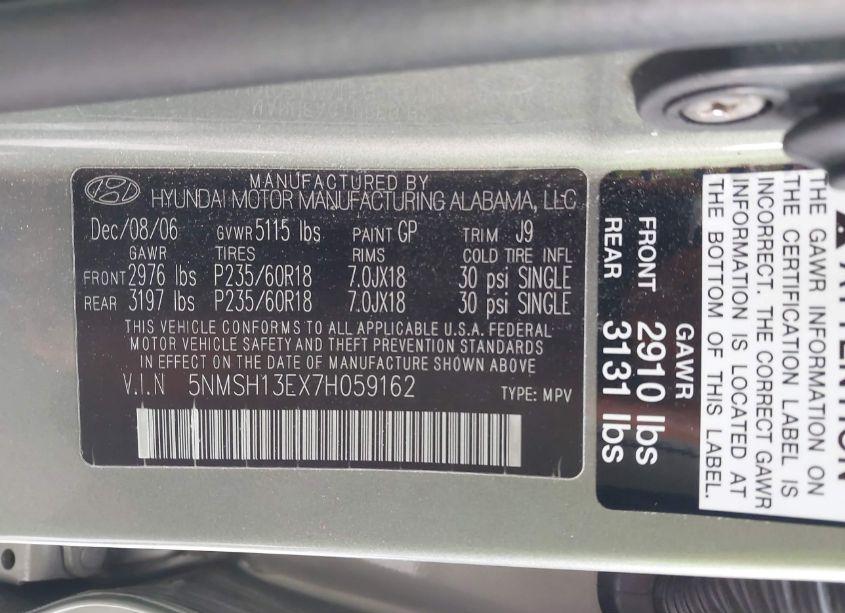 MANUFACTURED BY
HYUNDAI MOTOR MANUFACTURING ALABAMA, LLC
Dec/08/06 GVWR 5115 lbs PAINT GP TRIM J9
GAWR TIRES RIMS COLD TIRE INFL
FRONT 2976 lbs P235/60R18 7.0JX18 30 psi SINGLE
REAR 3197 lbs P235/60R18 7.0JX18 30 psi SINGLE
THIS VEHICLE CONFORMS TO ALL APPLICABLE U.S.A. FEDERAL
MOTOR VEHICLE SAFETY AND THEFT PREVENTION STANDARDS
IN EFFECT ON THE DATE OF MANUFACTURE SHOWN ABOVE
V.I.N 5NMSH13EX7H059162 TYPE: MPV
ATTENTION
THE GAWR INFORMATION ON
THE CERTIFICATION LABEL IS
INCORRECT. THE CORRECT GAWR
INFORMATION IS LOCATED AT
THE BOTTOM OF THIS LABEL.
GAWR
FRONT 2910 lbs
REAR 3131 lbs